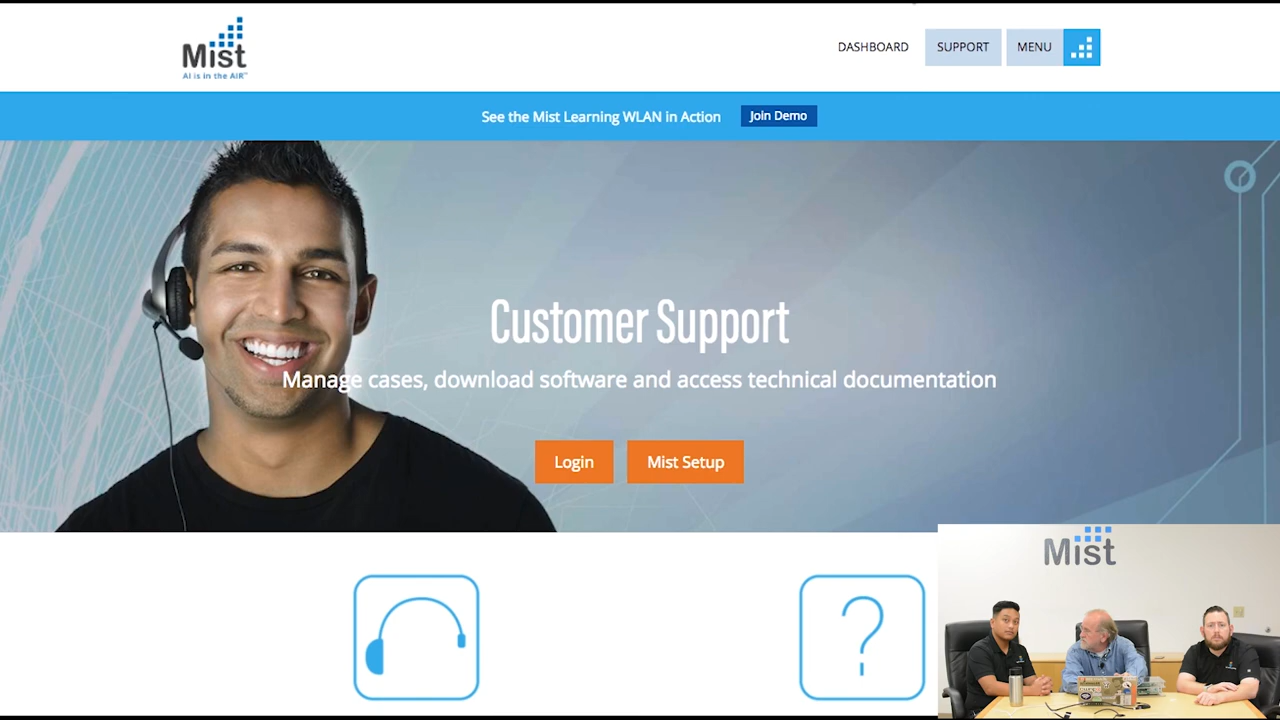 Mist
AI is in the AIR™
DASHBOARD
SUPPORT
MENU
See the Mist Learning WLAN in Action
Join Demo
Customer Support
Manage cases, download software and access technical documentation
Login
Mist Setup
Mist